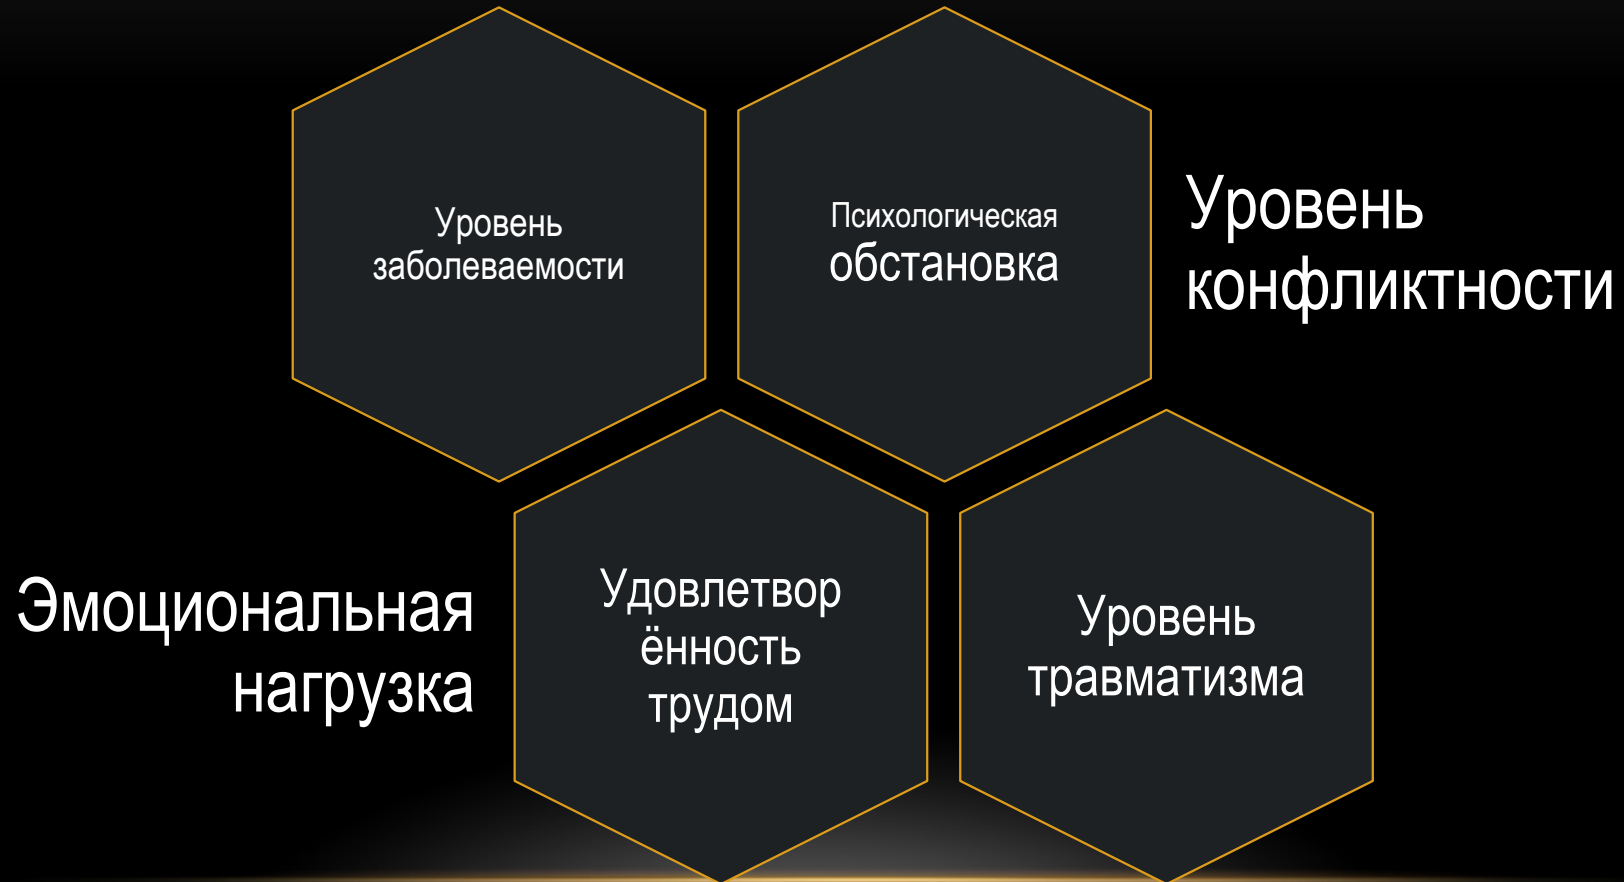 Уровень
заболеваемости
Психологическая
обстановка
Уровень
конфликтности
Эмоциональная
нагрузка
Удовлетвор
ённость
трудом
Уровень
травматизма